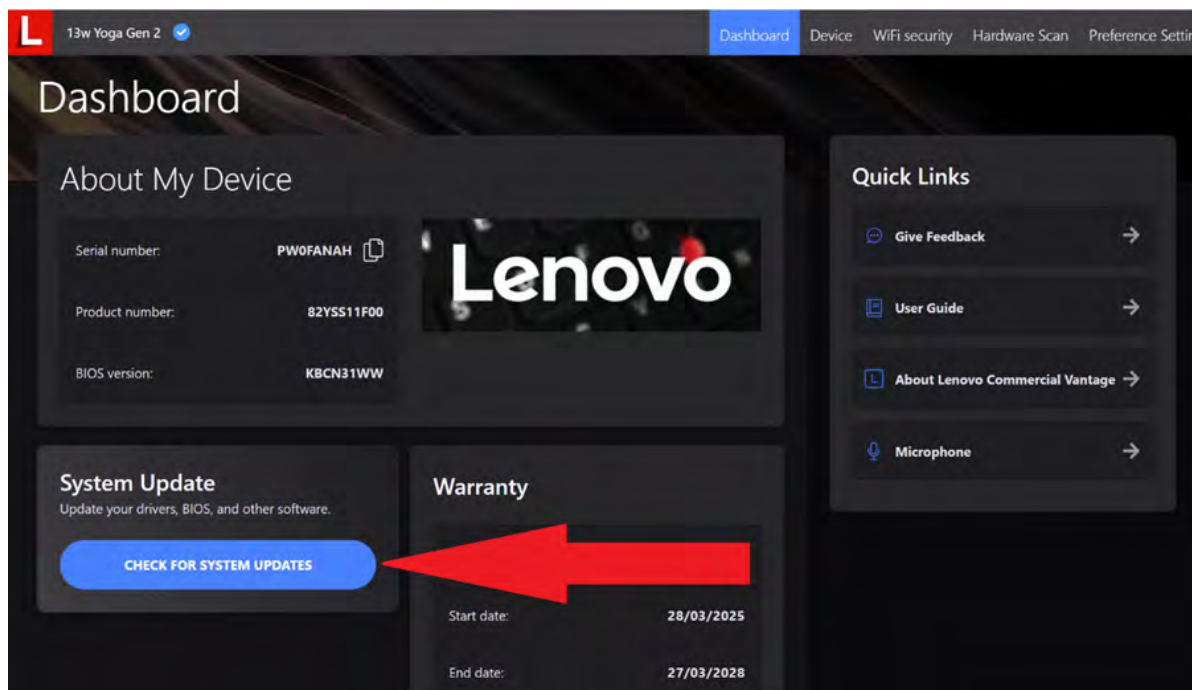 L 13w Yoga Gen 2
Dashboard Device WiFi security Hardware Scan Preference
Dashboard
About My Device
Serial number: PW0FANAH
Product number: 82YSS11F00
BIOS version: KBCN31WW
Lenovo
Quick Links
Give Feedback
User Guide
L About Lenovo Commercial Vantage
Microphone
System Update
Update your drivers, BIOS, and other software.
CHECK FOR SYSTEM UPDATES
Warranty
Start date: 28/03/2025
End date: 27/03/2028